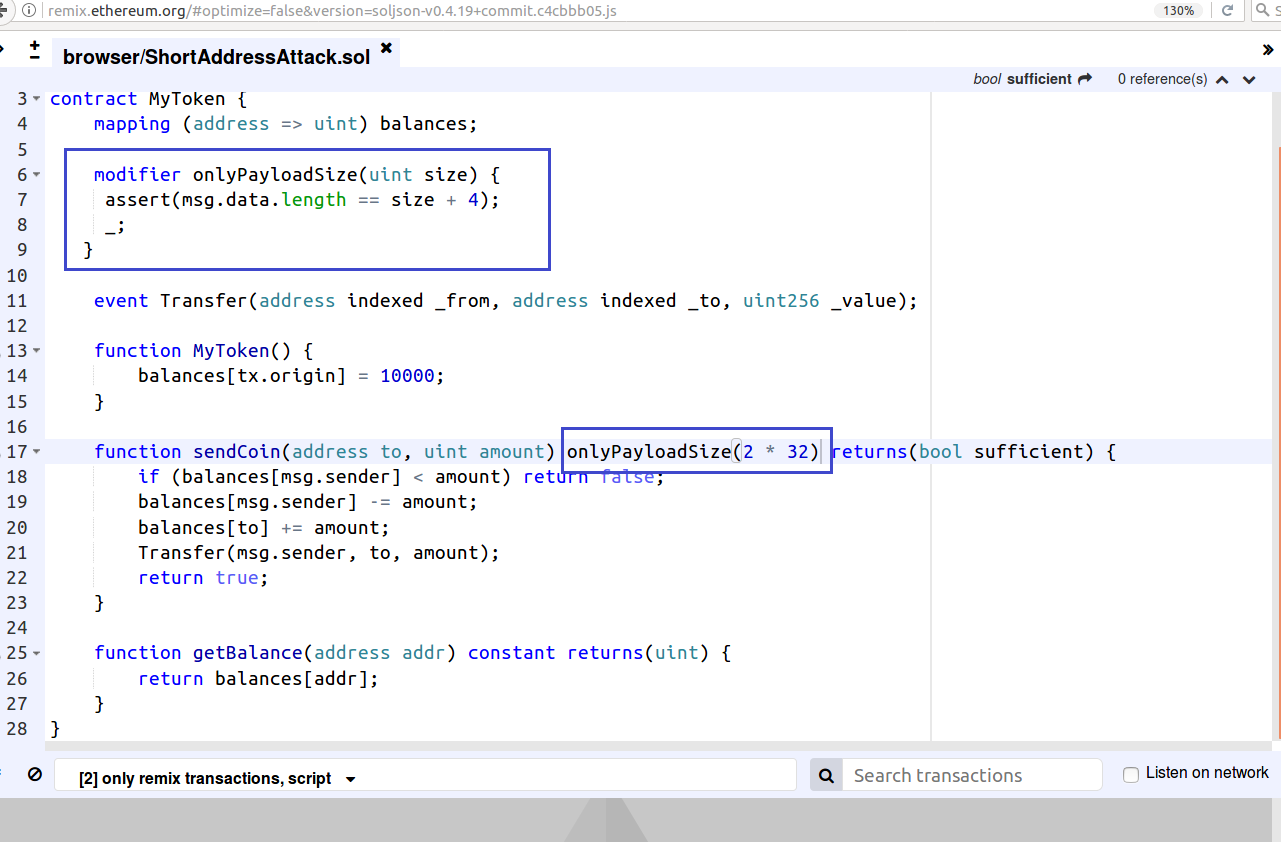 remix.ethereum.org/#optimize=false&version=soljson-v0.4.19+commit.c4cbbb05.js 130%
browser/ShortAddressAttack.sol
bool sufficient 0 reference(s)
3 contract MyToken {
4 mapping (address => uint) balances;
5
6 modifier onlyPayloadSize(uint size) {
7 assert(msg.data.length == size + 4);
8 _;
9 }
10
11 event Transfer(address indexed _from, address indexed _to, uint256 _value);
12
13 function MyToken() {
14 balances[tx.origin] = 10000;
15 }
16
17 function sendCoin(address to, uint amount) onlyPayloadSize(2 * 32) returns(bool sufficient) {
18 if (balances[msg.sender] < amount) return false;
19 balances[msg.sender] -= amount;
20 balances[to] += amount;
21 Transfer(msg.sender, to, amount);
22 return true;
23 }
24
25 function getBalance(address addr) constant returns(uint) {
26 return balances[addr];
27 }
28 }
[2] only remix transactions, script Search transactions Listen on network